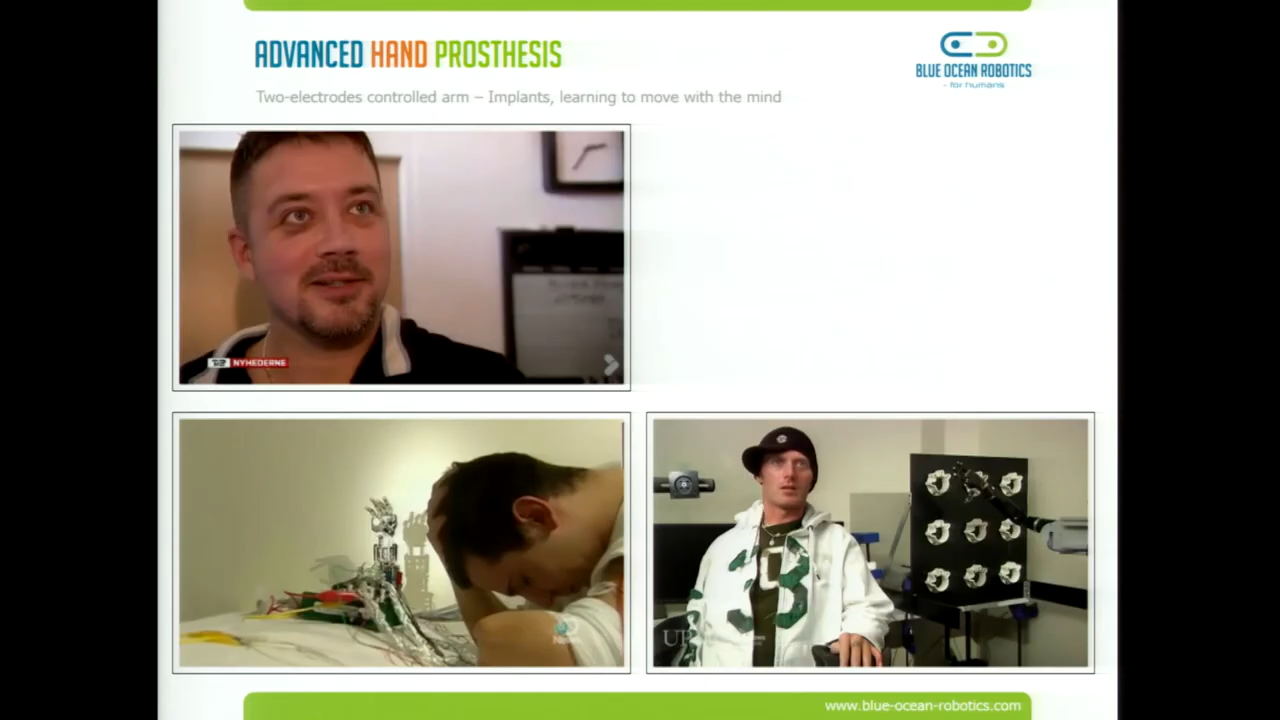 ADVANCED HAND PROSTHESIS
BLUE OCEAN ROBOTICS
- for humans
Two-electrodes controlled arm – Implants, learning to move with the mind
NYHEDERNE
www.blue-ocean-robotics.com